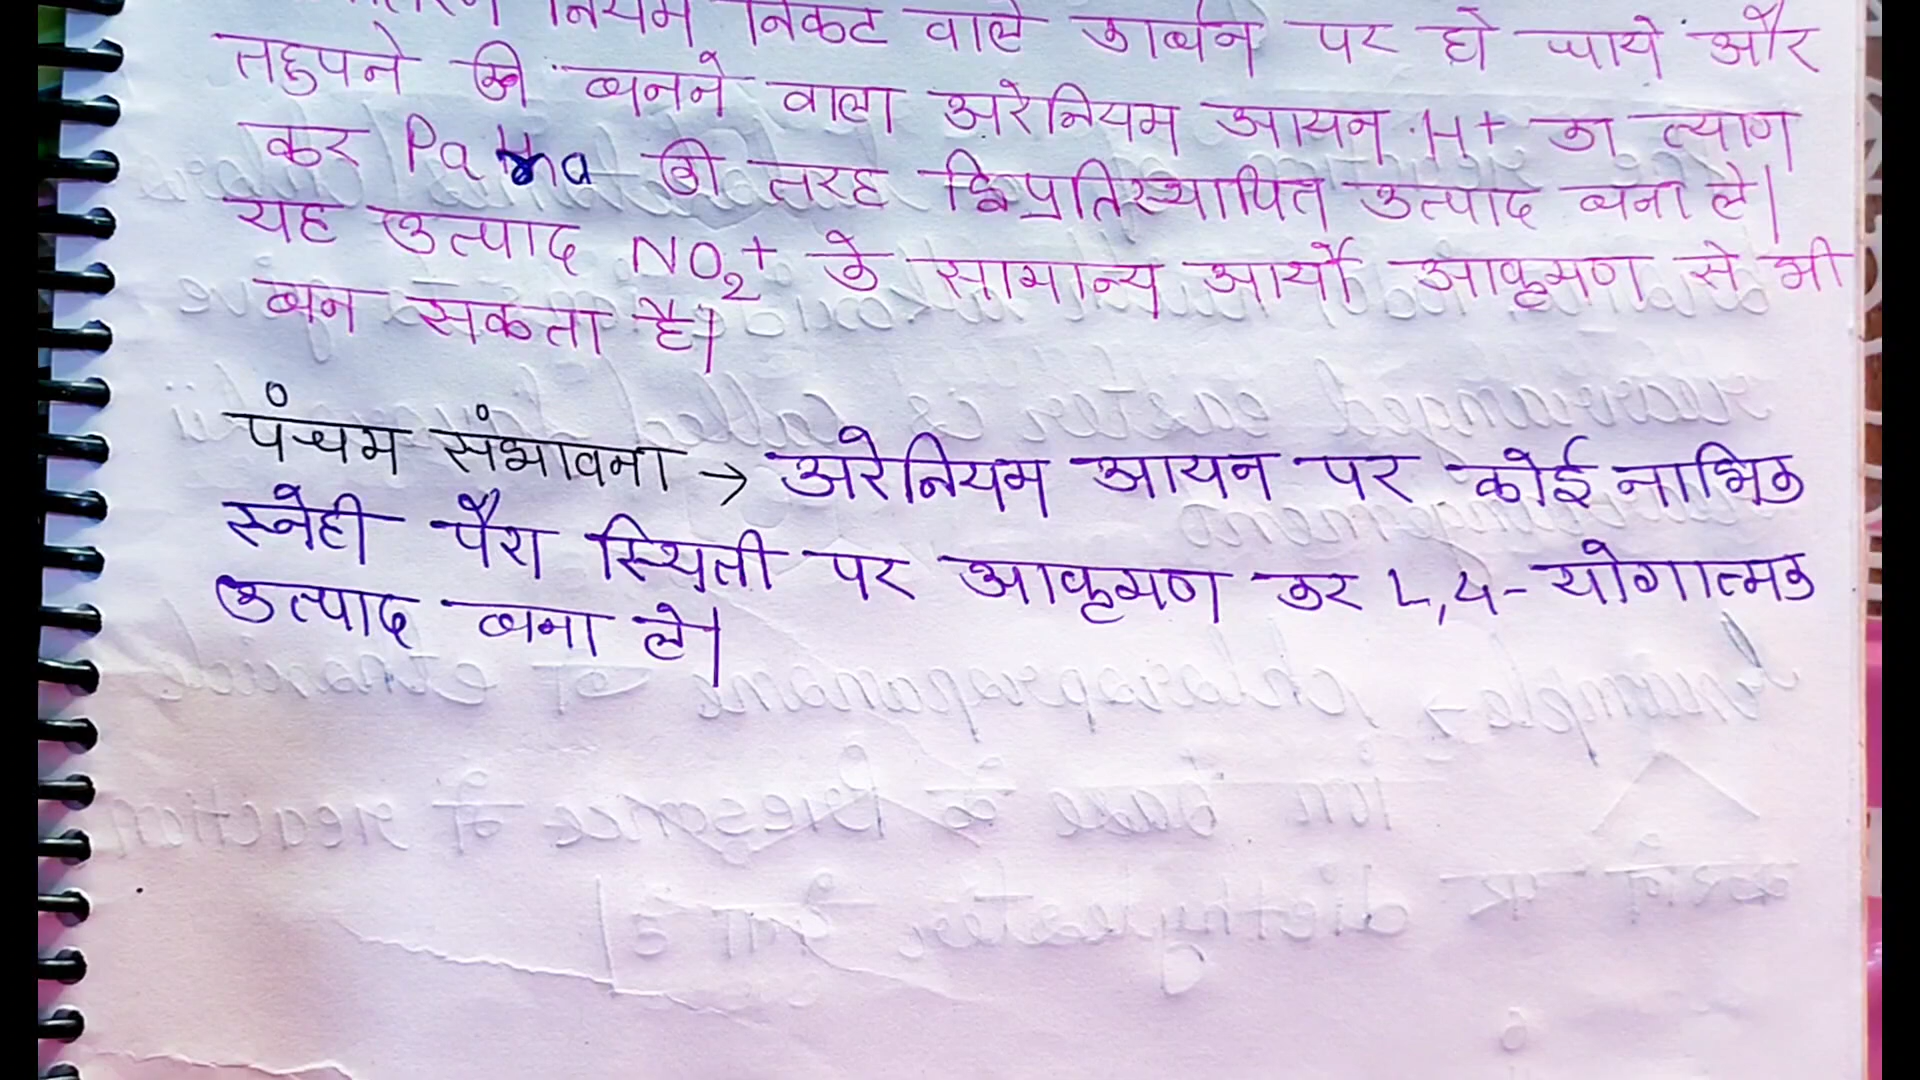 नियम निकट वाले कार्बन पर हो जाये और
तद्दुपने की बनने वाला अरेनियम आयन H+ का त्याग
कर Patha की तरह द्विप्रतिस्थापित उत्पाद बना ले।
यह उत्पाद NO₂+ के सामान्य आर्यो आक्रमण से भी
बन सकता है।
पंचम संभावना → अरेनियम आयन पर कोई नाभिक
स्नेही पैरा स्थिती पर आक्रमण कर 1,4-योगात्मक
उत्पाद बना ले।